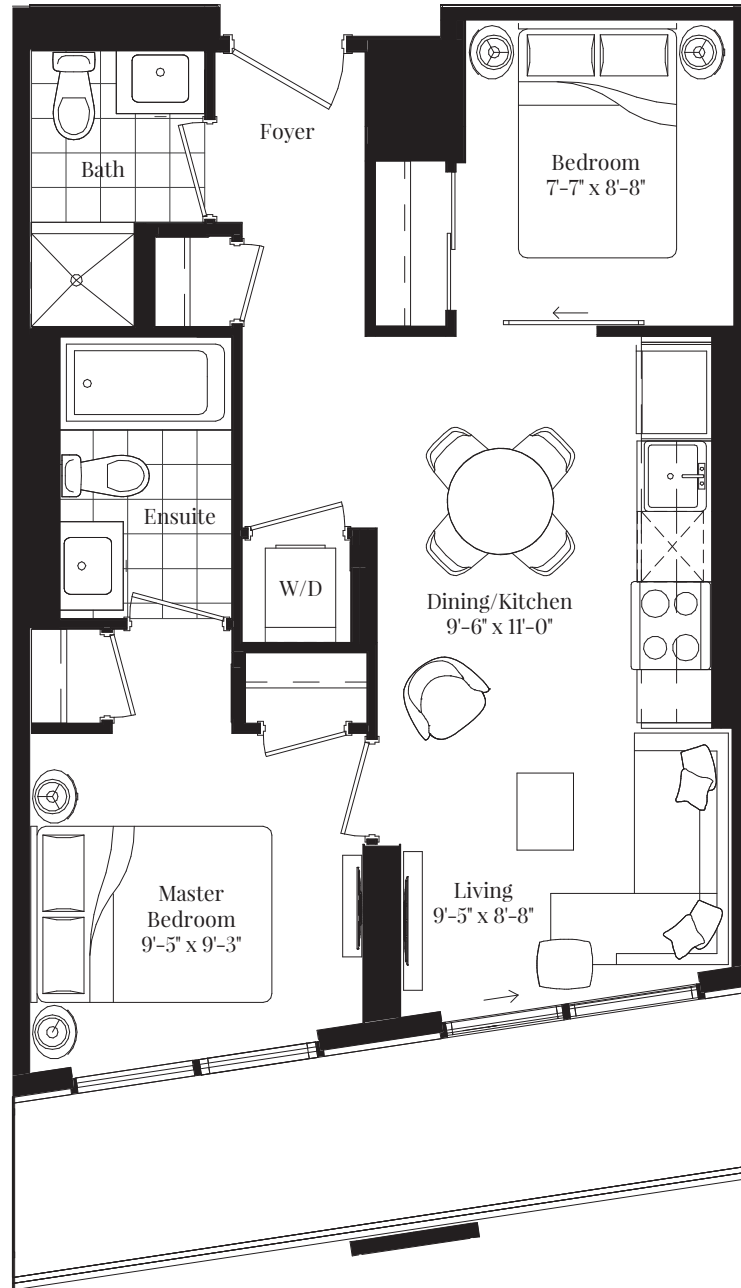 Foyer
Bath
Bedroom
7'-7" x 8'-8"
Ensuite
W/D
Dining/Kitchen
9'-6" x 11'-0"
Master
Bedroom
9'-5" x 9'-3"
Living
9'-5" x 8'-8"